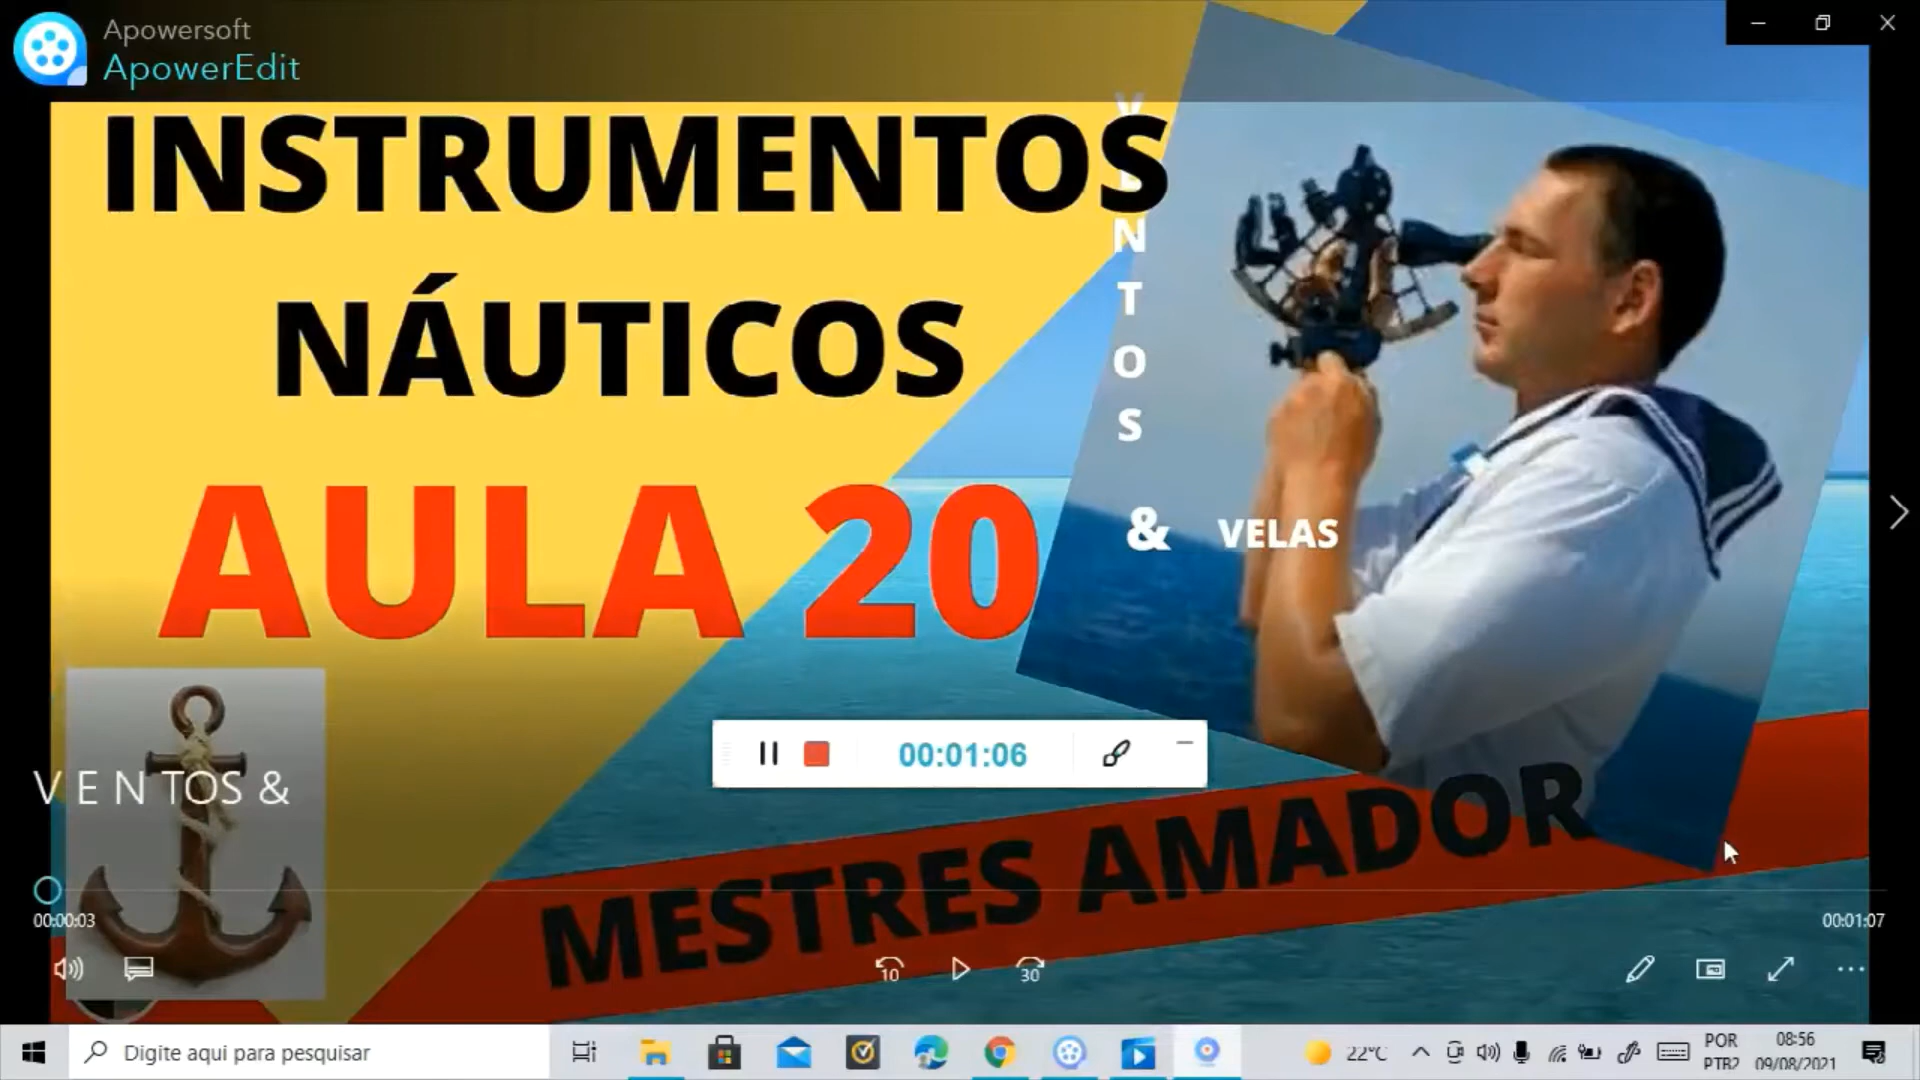 Apowersoft
ApowerEdit
INSTRUMENTOS
NÁUTICOS
AULA 20
VENTOS
& VELAS
MESTRES AMADOR
V E N TOS &
00:01:06
00:00:03
00:01:07
10
30
Digite aqui para pesquisar
22°C
POR
PTB2
08:56
09/08/2021